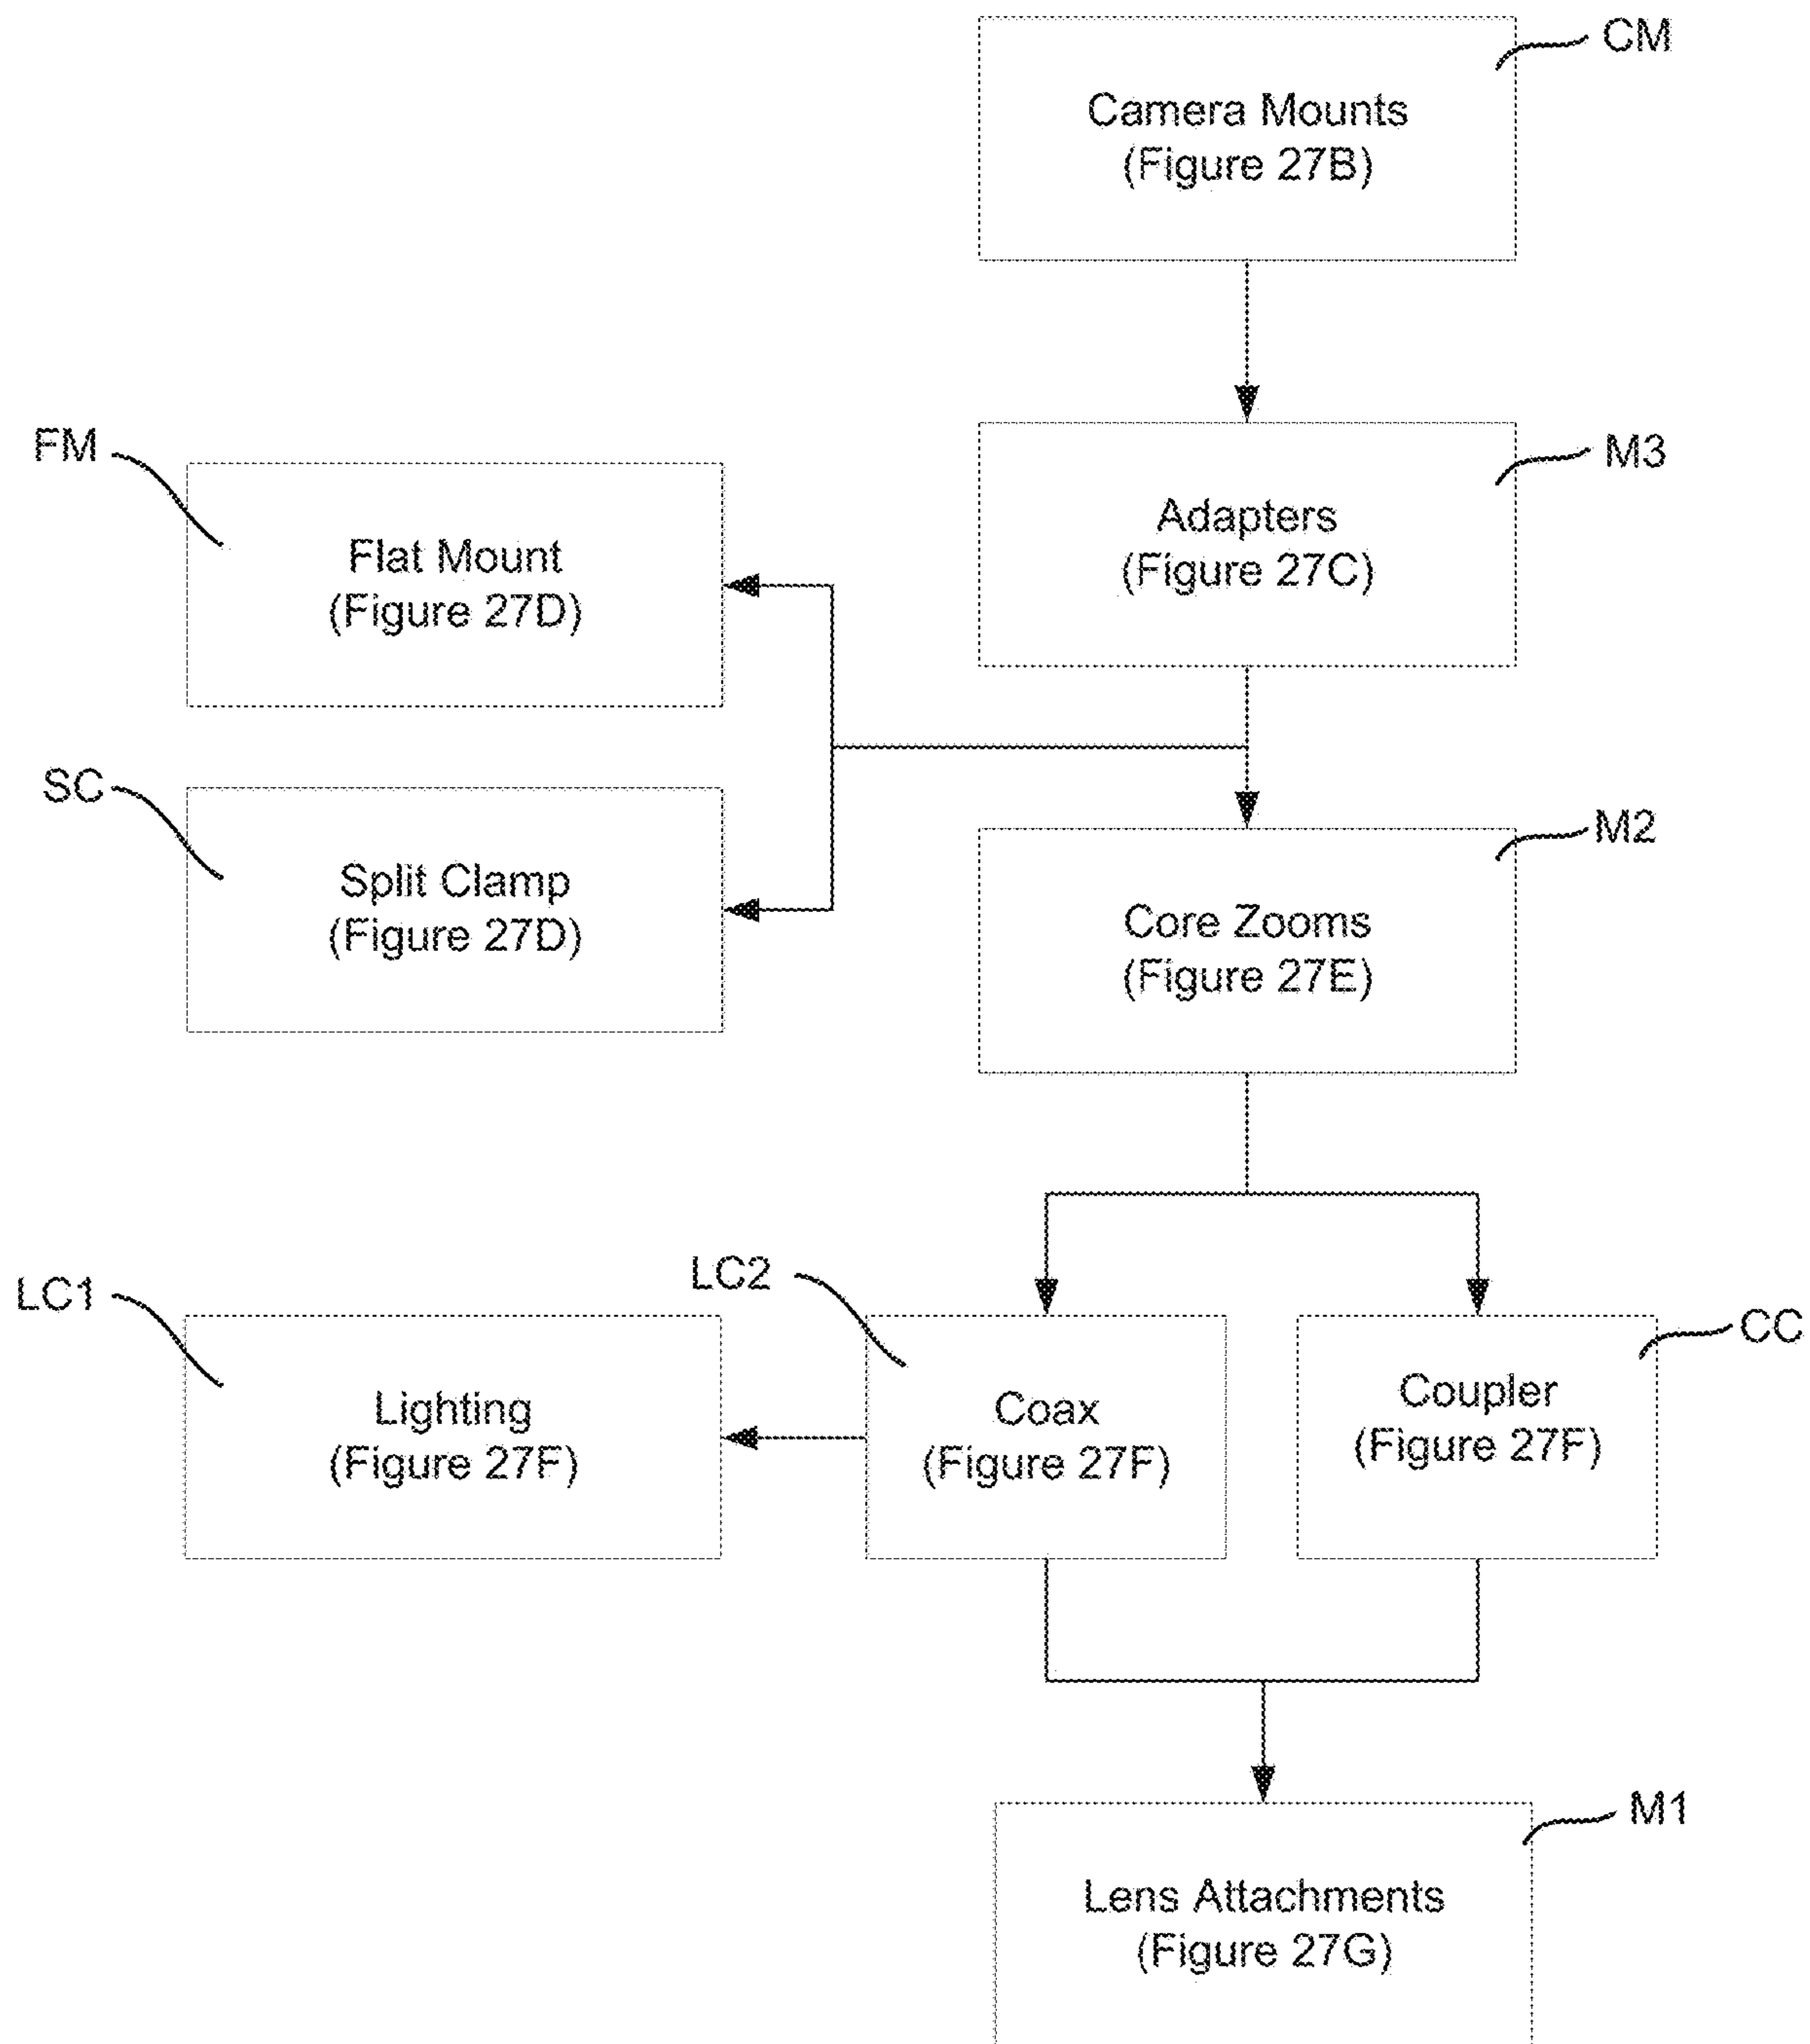 CM
Camera Mounts
(Figure 27B)
FM
M3
Adapters
(Figure 27C)
Flat Mount
(Figure 27D)
SC
M2
Split Clamp
(Figure 27D)
Core Zooms
(Figure 27E)
LC1
LC2
CC
Lighting
(Figure 27F)
Coax
(Figure 27F)
Coupler
(Figure 27F)
M1
Lens Attachments
(Figure 27G)